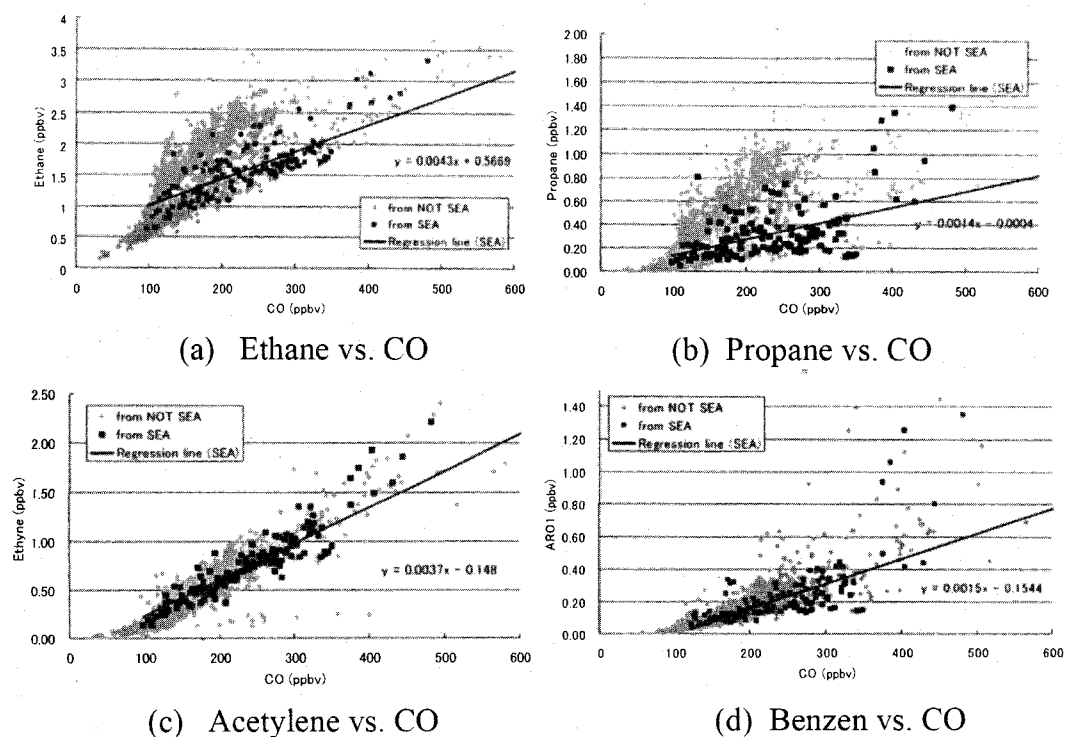 4
3.5
3
2.5
2
1.5
1
0.5
0
Ethane (ppbv)
y = 0.0043x + 0.5669
from NOT SEA
from SEA
Regression line (SEA)
0 100 200 300 400 500 600
CO (ppbv)
(a) Ethane vs. CO
2.00
1.80
1.60
1.40
1.20
1.00
0.80
0.60
0.40
0.20
0.00
Propane (ppbv)
from NOT SEA
from SEA
Regression line (SEA)
y = 0.0014x - 0.0004
0 100 200 300 400 500 600
CO (ppbv)
(b) Propane vs. CO
2.50
2.00
1.50
1.00
0.50
0.00
Ethyne (ppbv)
from NOT SEA
from SEA
Regression line (SEA)
y = 0.0037x - 0.148
0 100 200 300 400 500 600
CO (ppbv)
(c) Acetylene vs. CO
1.40
1.20
1.00
0.80
0.60
0.40
0.20
0.00
ARO1 (ppbv)
from NOT SEA
from SEA
Regression line (SEA)
y = 0.0015x - 0.1544
0 100 200 300 400 500 600
CO (ppbv)
(d) Benzen vs. CO